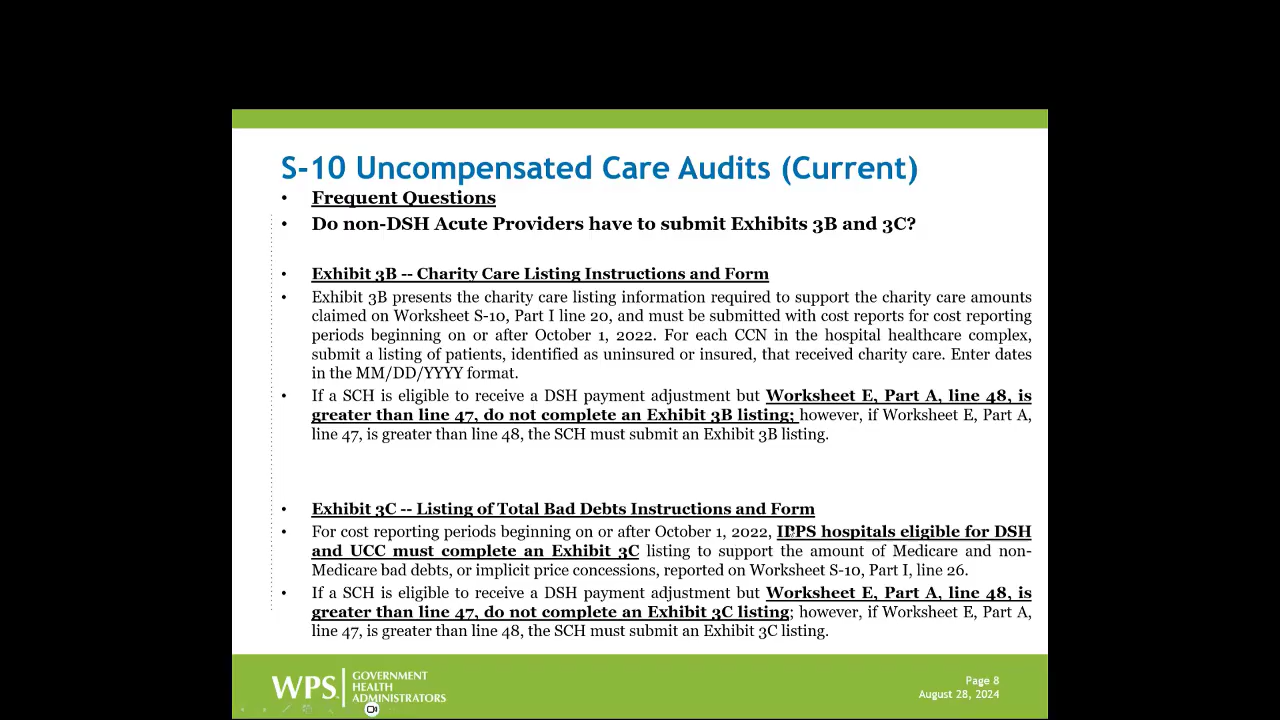 S-10 Uncompensated Care Audits (Current)
• Frequent Questions
• Do non-DSH Acute Providers have to submit Exhibits 3B and 3C?
• Exhibit 3B -- Charity Care Listing Instructions and Form
• Exhibit 3B presents the charity care listing information required to support the charity care amounts
claimed on Worksheet S-10, Part I line 20, and must be submitted with cost reports for cost reporting
periods beginning on or after October 1, 2022. For each CCN in the hospital healthcare complex,
submit a listing of patients, identified as uninsured or insured, that received charity care. Enter dates
in the MM/DD/YYYY format.
• If a SCH is eligible to receive a DSH payment adjustment but Worksheet E, Part A, line 48, is
greater than line 47, do not complete an Exhibit 3B listing; however, if Worksheet E, Part A,
line 47, is greater than line 48, the SCH must submit an Exhibit 3B listing.
• Exhibit 3C -- Listing of Total Bad Debts Instructions and Form
• For cost reporting periods beginning on or after October 1, 2022, IPPS hospitals eligible for DSH
and UCC must complete an Exhibit 3C listing to support the amount of Medicare and non-
Medicare bad debts, or implicit price concessions, reported on Worksheet S-10, Part I, line 26.
• If a SCH is eligible to receive a DSH payment adjustment but Worksheet E, Part A, line 48, is
greater than line 47, do not complete an Exhibit 3C listing; however, if Worksheet E, Part A,
line 47, is greater than line 48, the SCH must submit an Exhibit 3C listing.
WPS.
GOVERNMENT
HEALTH
ADMINISTRATORS
Page 8
August 28, 2024